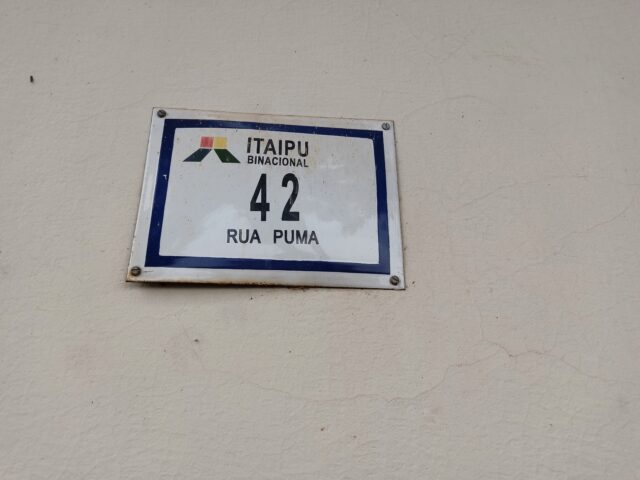 ITAIPU
BINACIONAL
42
RUA PUMA